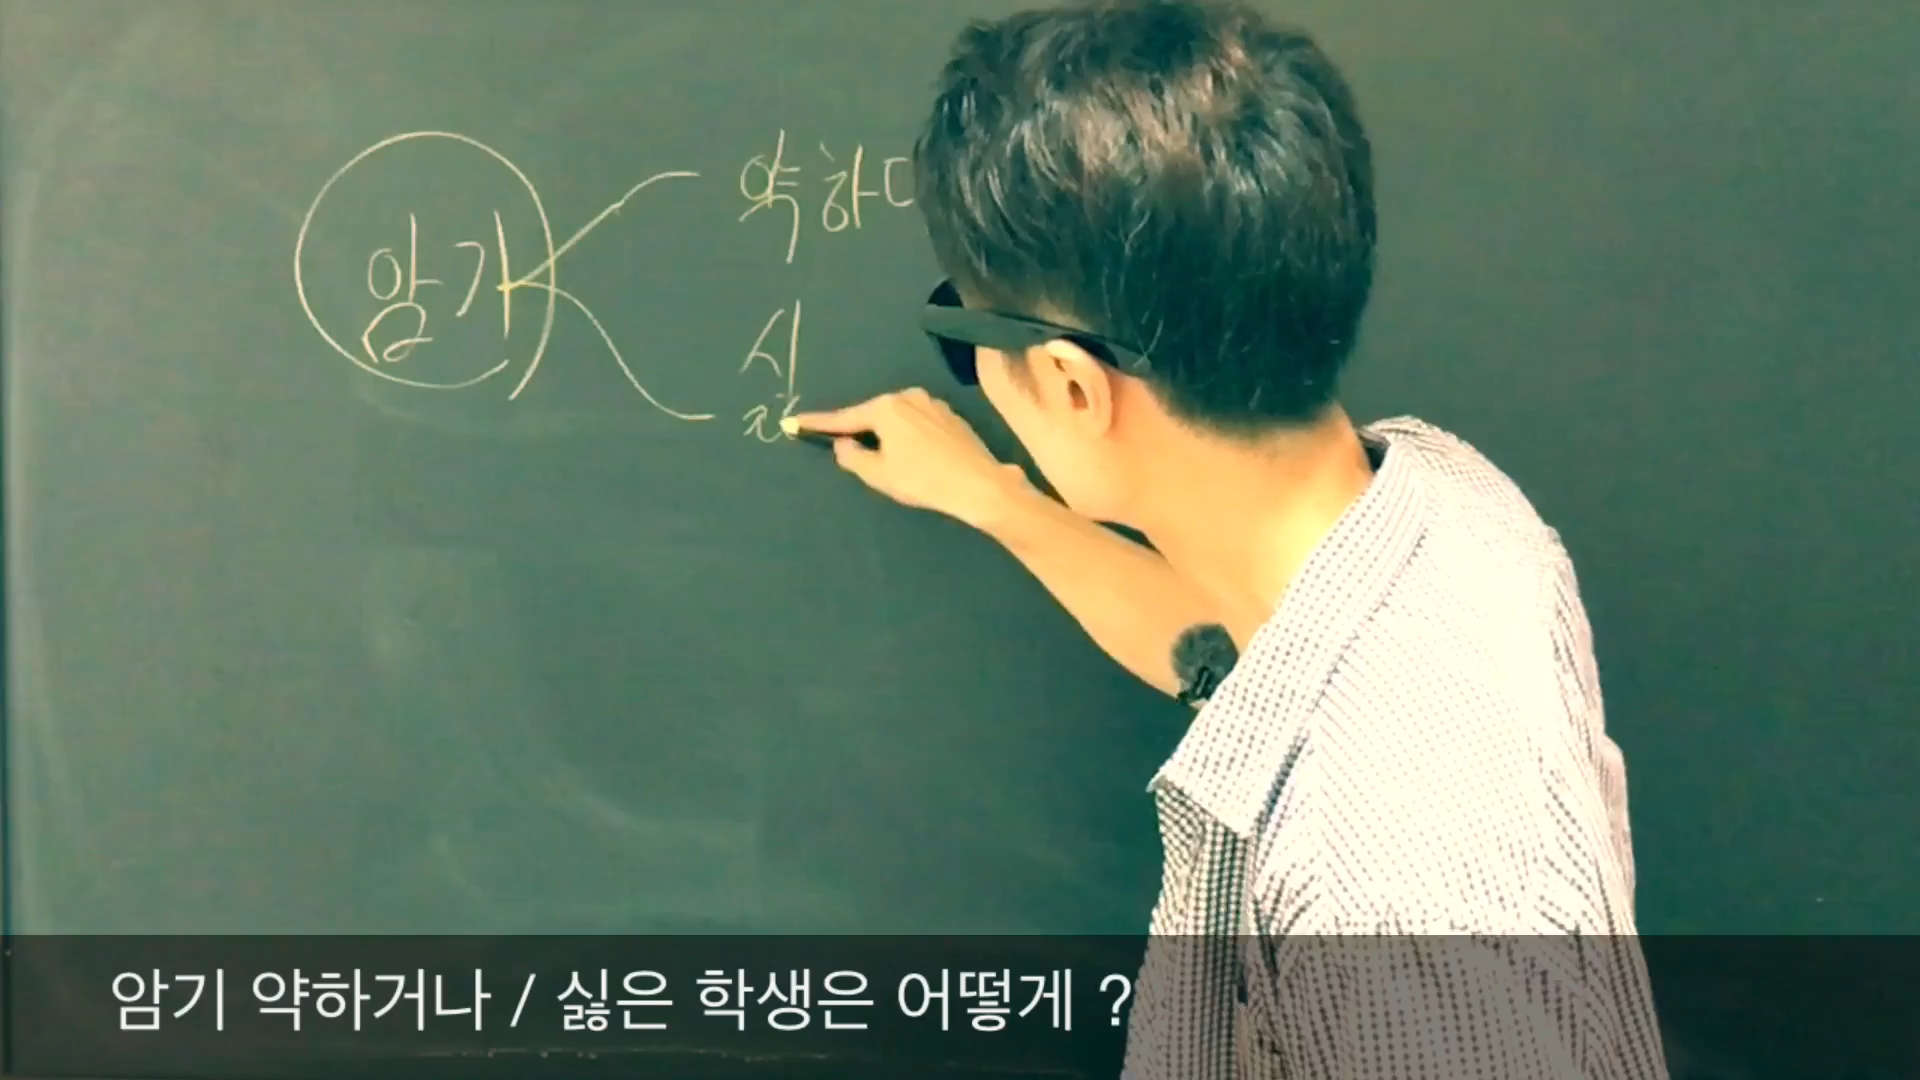 암기
약하다
암기 약하거나 / 싫은 학생은 어떻게 ?